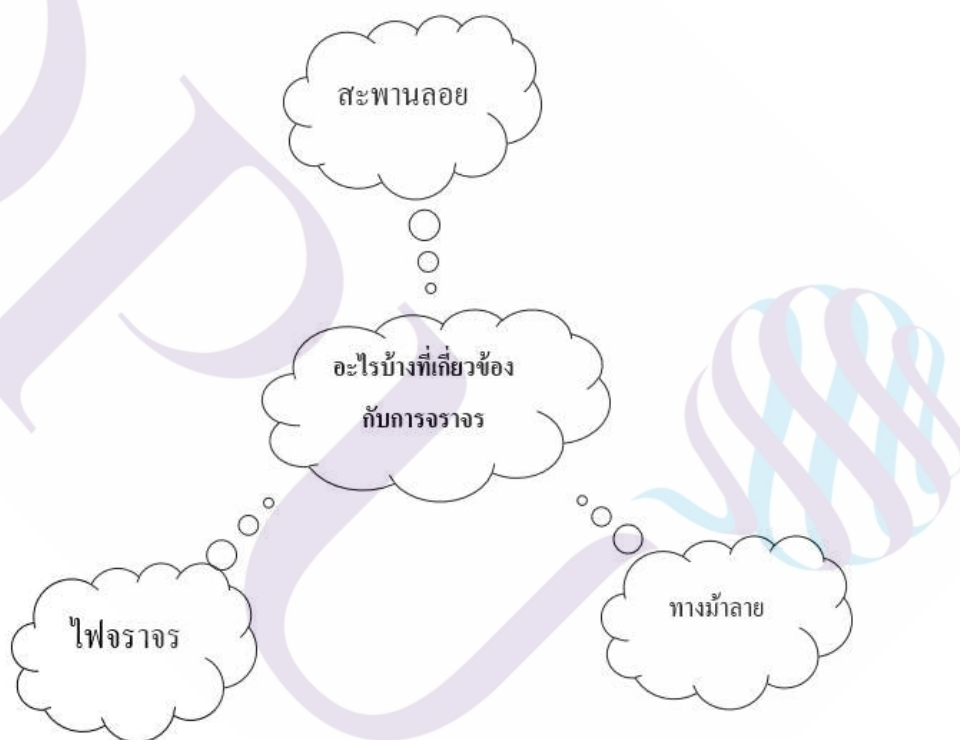 สะพานลอย
อะไรบ้างที่เกี่ยวข้อง
กับการจราจร
ไฟจราจร
ทางม้าลาย